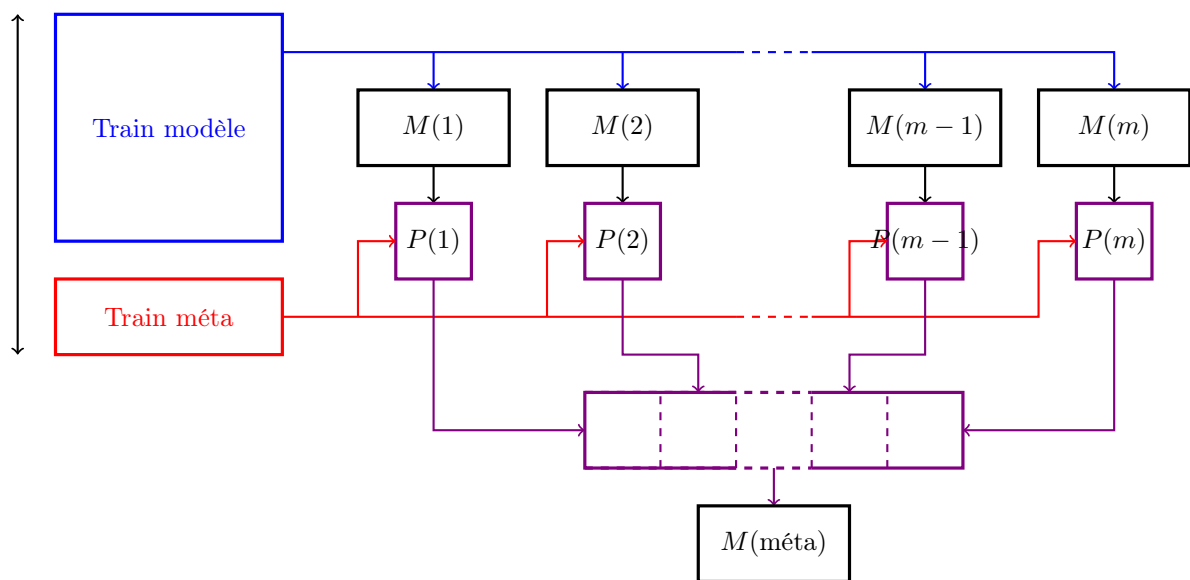 Train modèle
M(1)
M(2)
M(m − 1)
M(m)
P(1)
P(2)
P(m − 1)
P(m)
Train méta
M(méta)